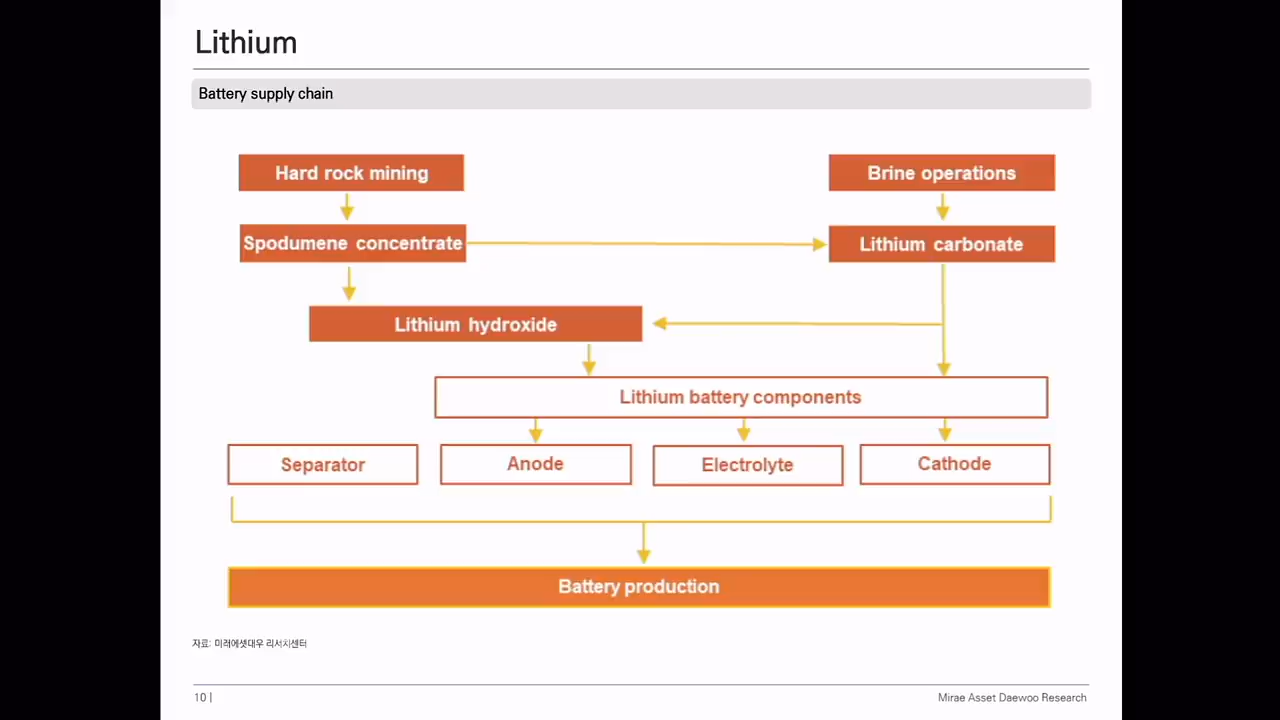 Lithium
Battery supply chain
Hard rock mining
Brine operations
Spodumene concentrate
Lithium carbonate
Lithium hydroxide
Lithium battery components
Separator
Anode
Electrolyte
Cathode
Battery production
자료: 미래에셋대우 리서치센터
10 |
Mirae Asset Daewoo Research